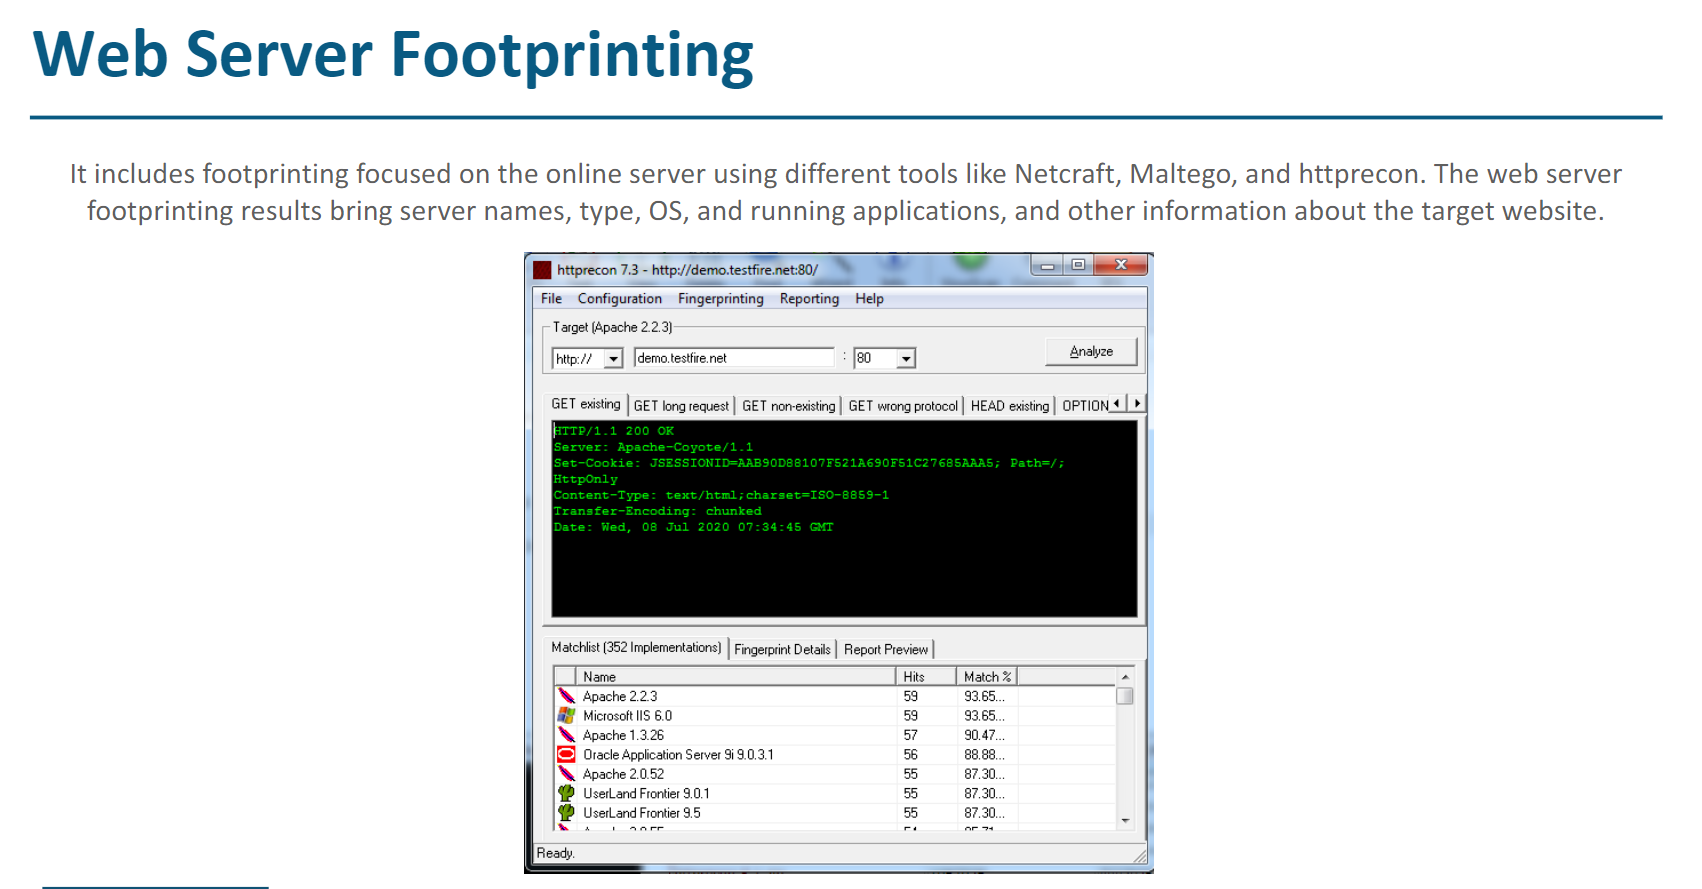 Web Server Footprinting
It includes footprinting focused on the online server using different tools like Netcraft, Maltego, and httprecon. The web server
footprinting results bring server names, type, OS, and running applications, and other information about the target website.
httprecon 7.3 - http://demo.testfire.net:80/
File Configuration Fingerprinting Reporting Help
Target (Apache 2.2.3)
http:// demo.testfire.net : 80 Analyze
GET existing GET long request GET non-existing GET wrong protocol HEAD existing OPTION
HTTP/1.1 200 OK
Server: Apache-Coyote/1.1
Set-Cookie: JSESSIONID=AAB90D88107F521A690F51C27685AAA5; Path=/;
HttpOnly
Content-Type: text/html;charset=ISO-8859-1
Transfer-Encoding: chunked
Date: Wed, 08 Jul 2020 07:34:45 GMT
Matchlist (352 Implementations) Fingerprint Details Report Preview
Name Hits Match %
Apache 2.2.3 59 93.65...
Microsoft IIS 6.0 59 93.65...
Apache 1.3.26 57 90.47...
Oracle Application Server 9i 9.0.3.1 56 88.88...
Apache 2.0.52 55 87.30...
UserLand Frontier 9.0.1 55 87.30...
UserLand Frontier 9.5 55 87.30...
Ready.